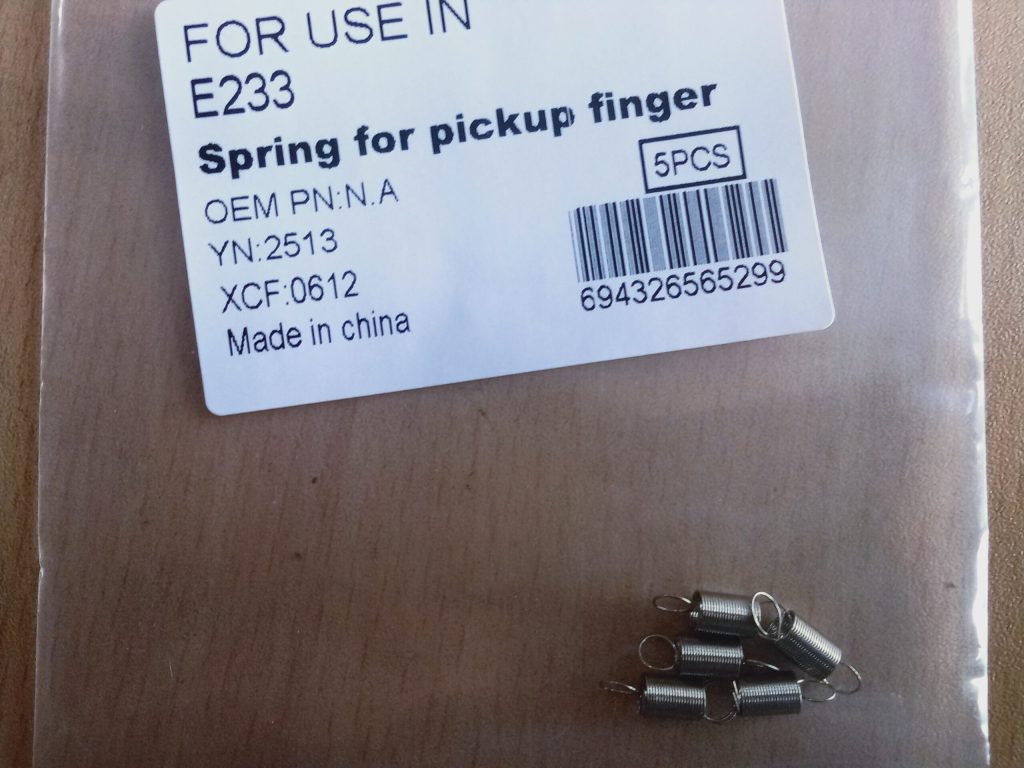 FOR USE IN
E233
Spring for pickup finger
5PCS
OEM PN:N.A
YN:2513
XCF:0612
Made in china
694326565299